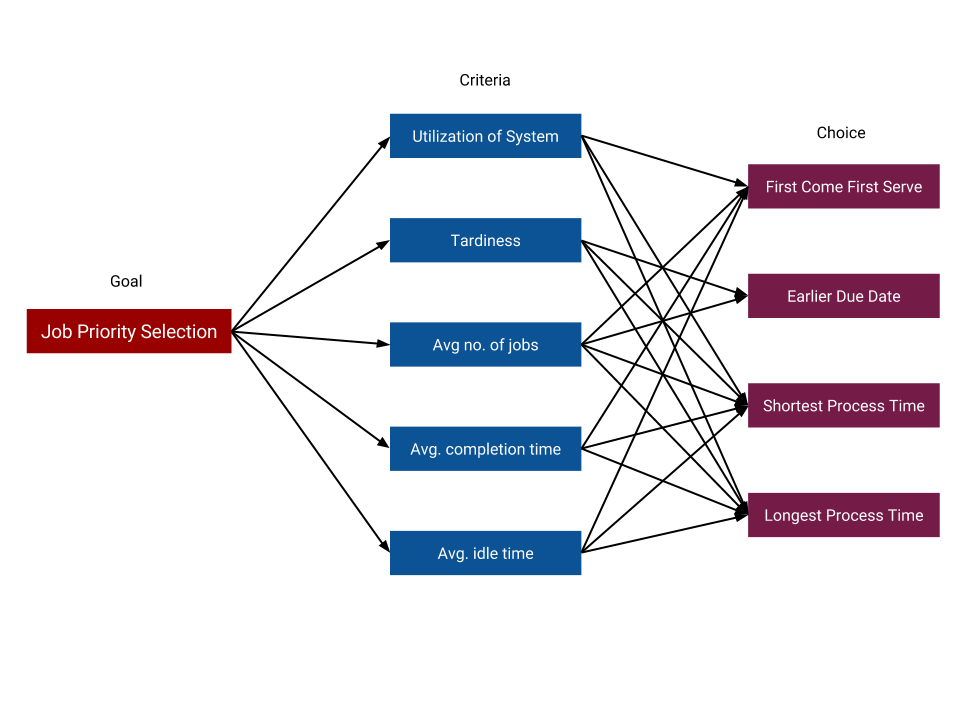 Goal
Job Priority Selection
Criteria
Utilization of System
Tardiness
Avg no. of jobs
Avg. completion time
Avg. idle time
Choice
First Come First Serve
Earlier Due Date
Shortest Process Time
Longest Process Time